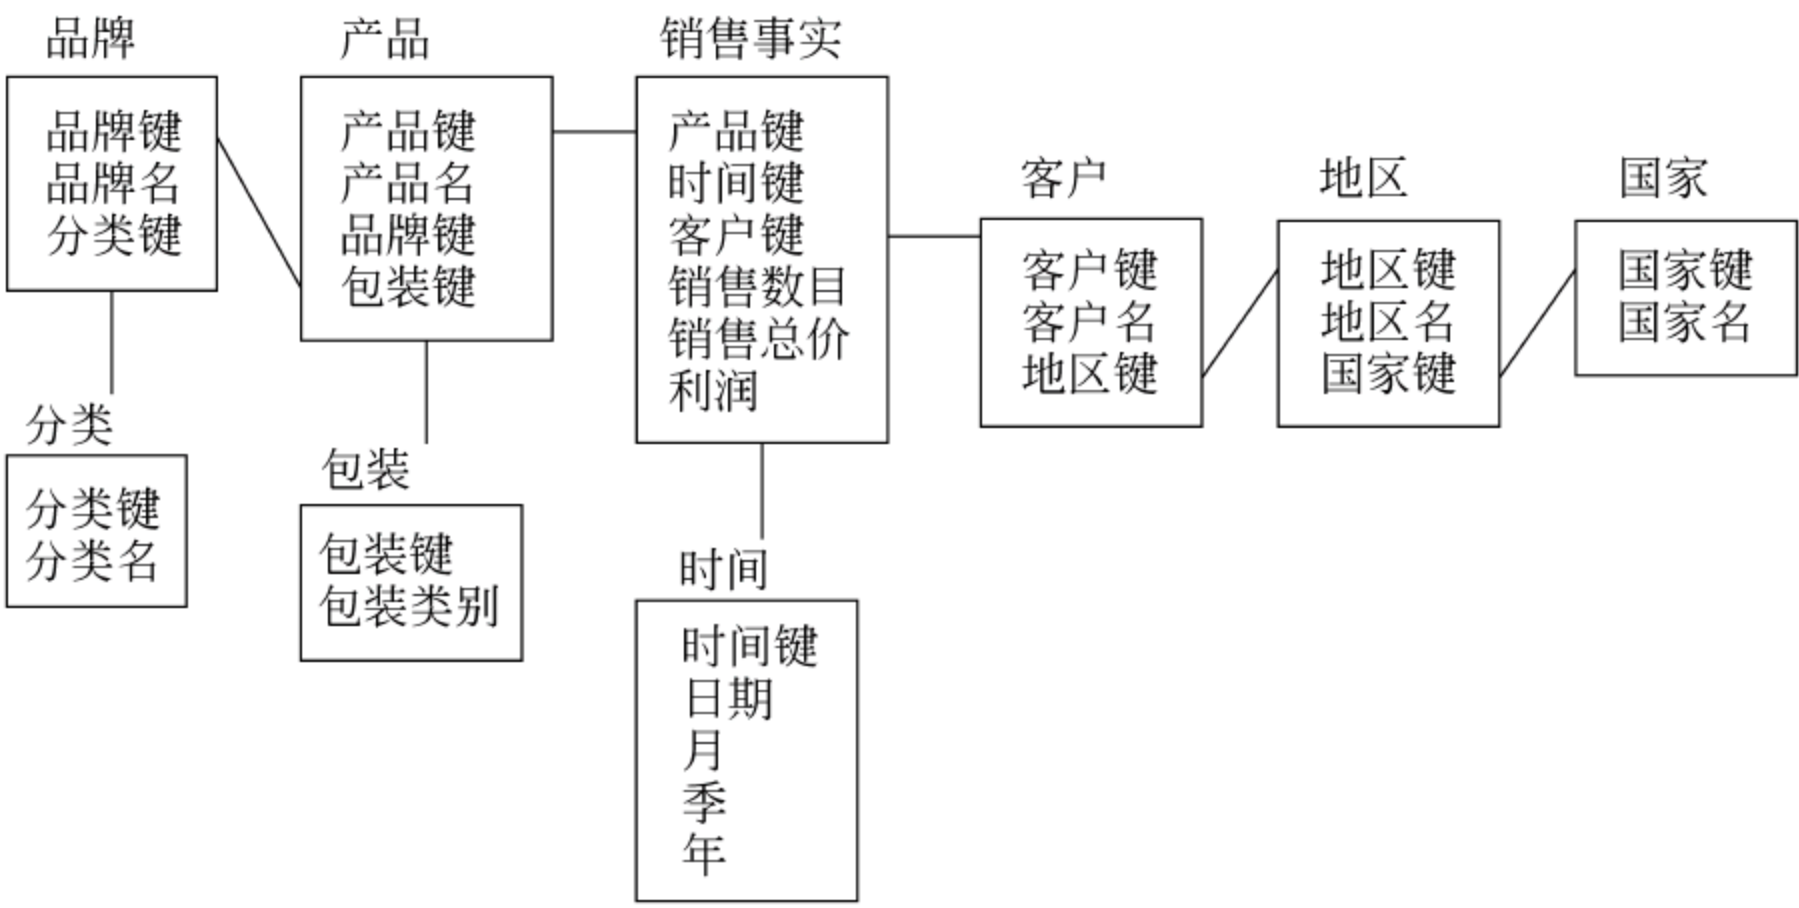 品牌
品牌键
品牌名
分类键
产品
产品键
产品名
品牌键
包装键
销售事实
产品键
时间键
客户键
销售数目
销售总价
利润
客户
客户键
客户名
地区键
地区
地区键
地区名
国家键
国家
国家键
国家名
分类
分类键
分类名
包装
包装键
包装类别
时间
时间键
日期
月
季
年